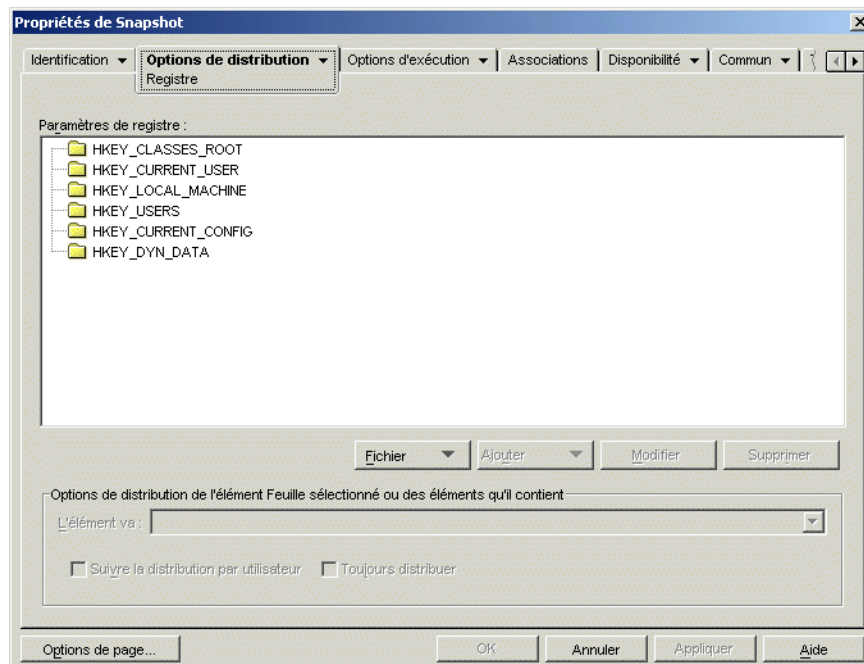 Propriétés de Snapshot
Identification Options de distribution Options d'exécution Associations Disponibilité Commun
Registre
Paramètres de registre :
HKEY_CLASSES_ROOT
HKEY_CURRENT_USER
HKEY_LOCAL_MACHINE
HKEY_USERS
HKEY_CURRENT_CONFIG
HKEY_DYN_DATA
Fichier Ajouter Modifier Supprimer
Options de distribution de l'élément Feuille sélectionné ou des éléments qu'il contient
L'élément va :
Suivre la distribution par utilisateur Toujours distribuer
Options de page... OK Annuler Appliquer Aide